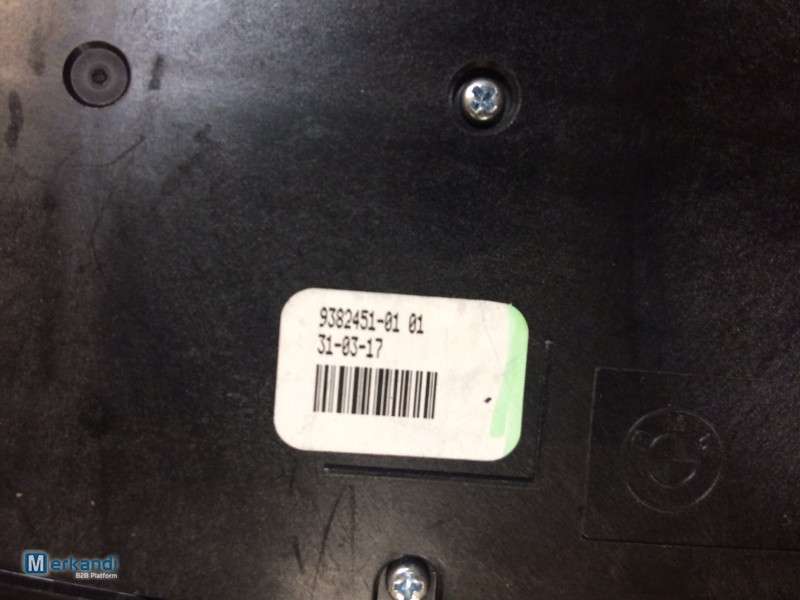 9382451-01 01
31-03-17
Merkandi
B2B Platform